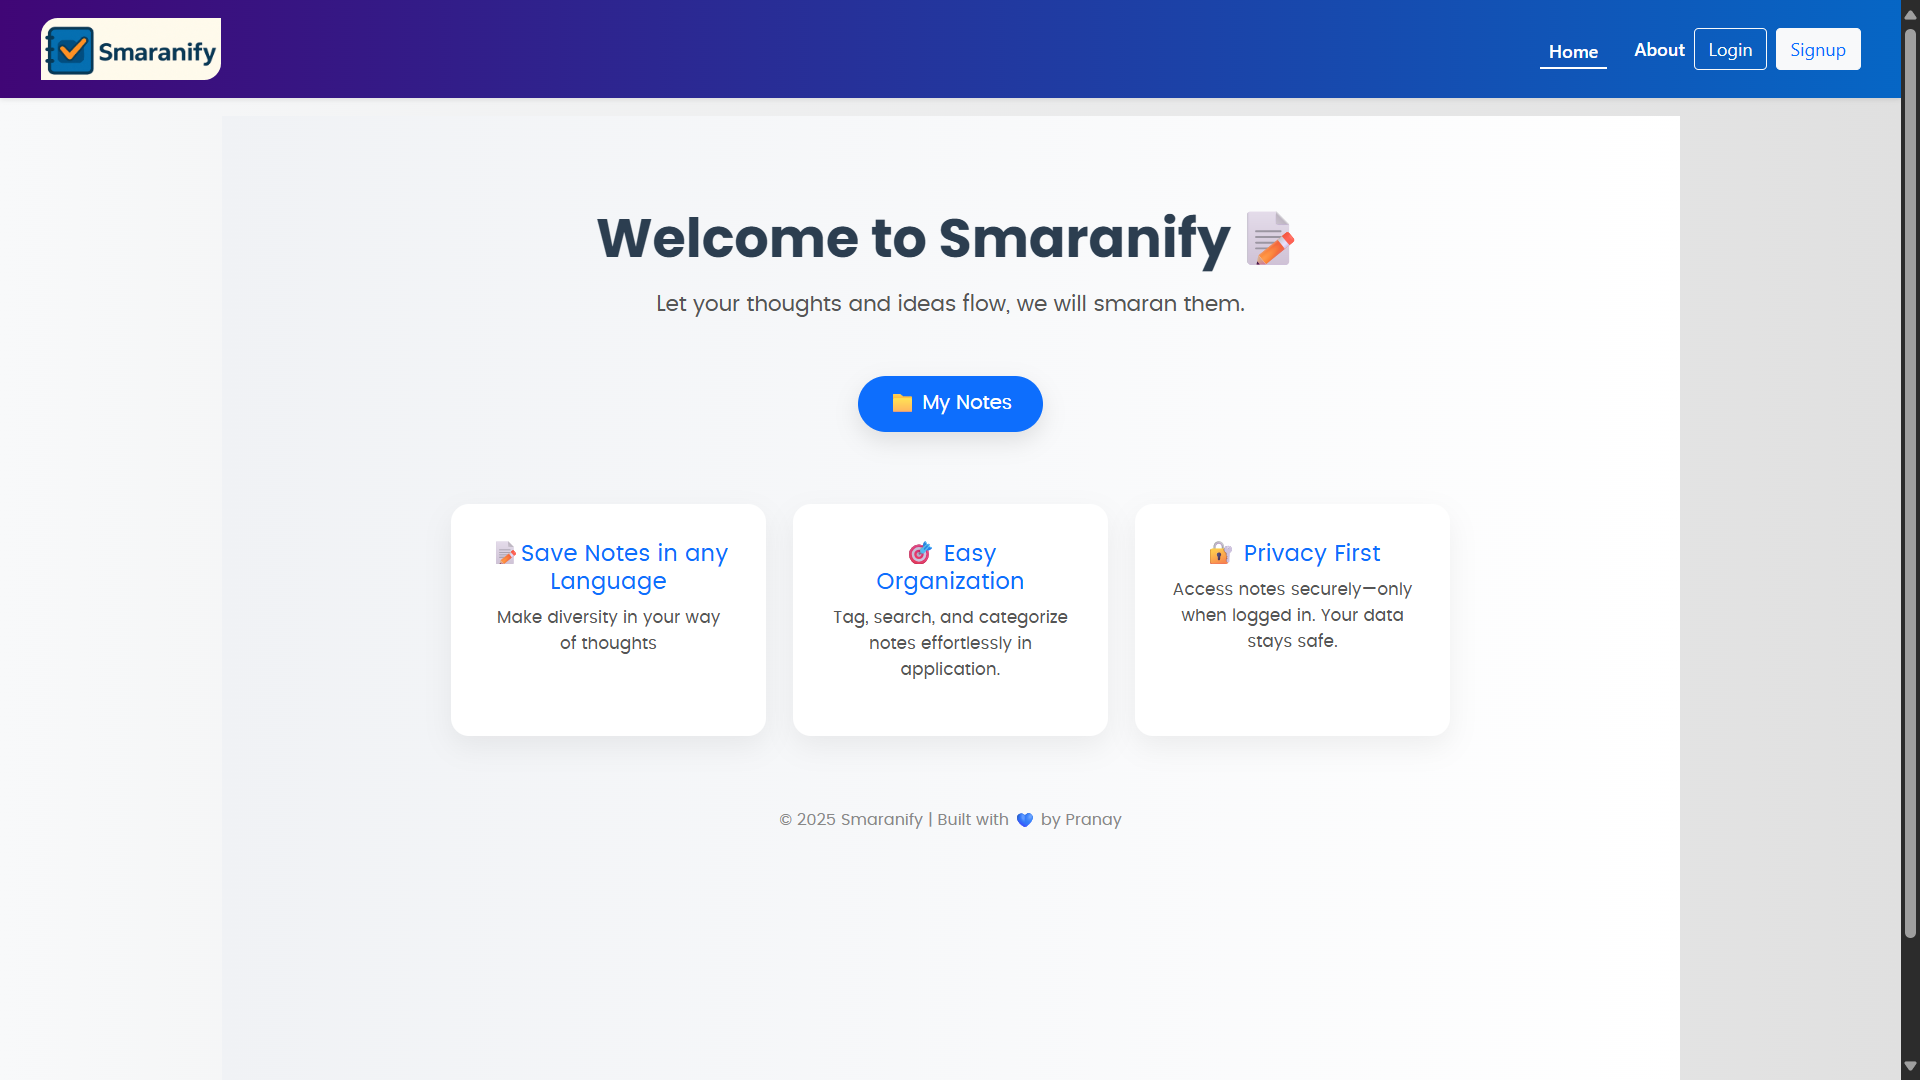 Smaranify
Home
About
Login
Signup
Welcome to Smaranify
Let your thoughts and ideas flow, we will smaran them.
My Notes
Save Notes in any
Language
Make diversity in your way
of thoughts
Easy
Organization
Tag, search, and categorize
notes effortlessly in
application.
Privacy First
Access notes securely—only
when logged in. Your data
stays safe.
© 2025 Smaranify | Built with 💙 by Pranay